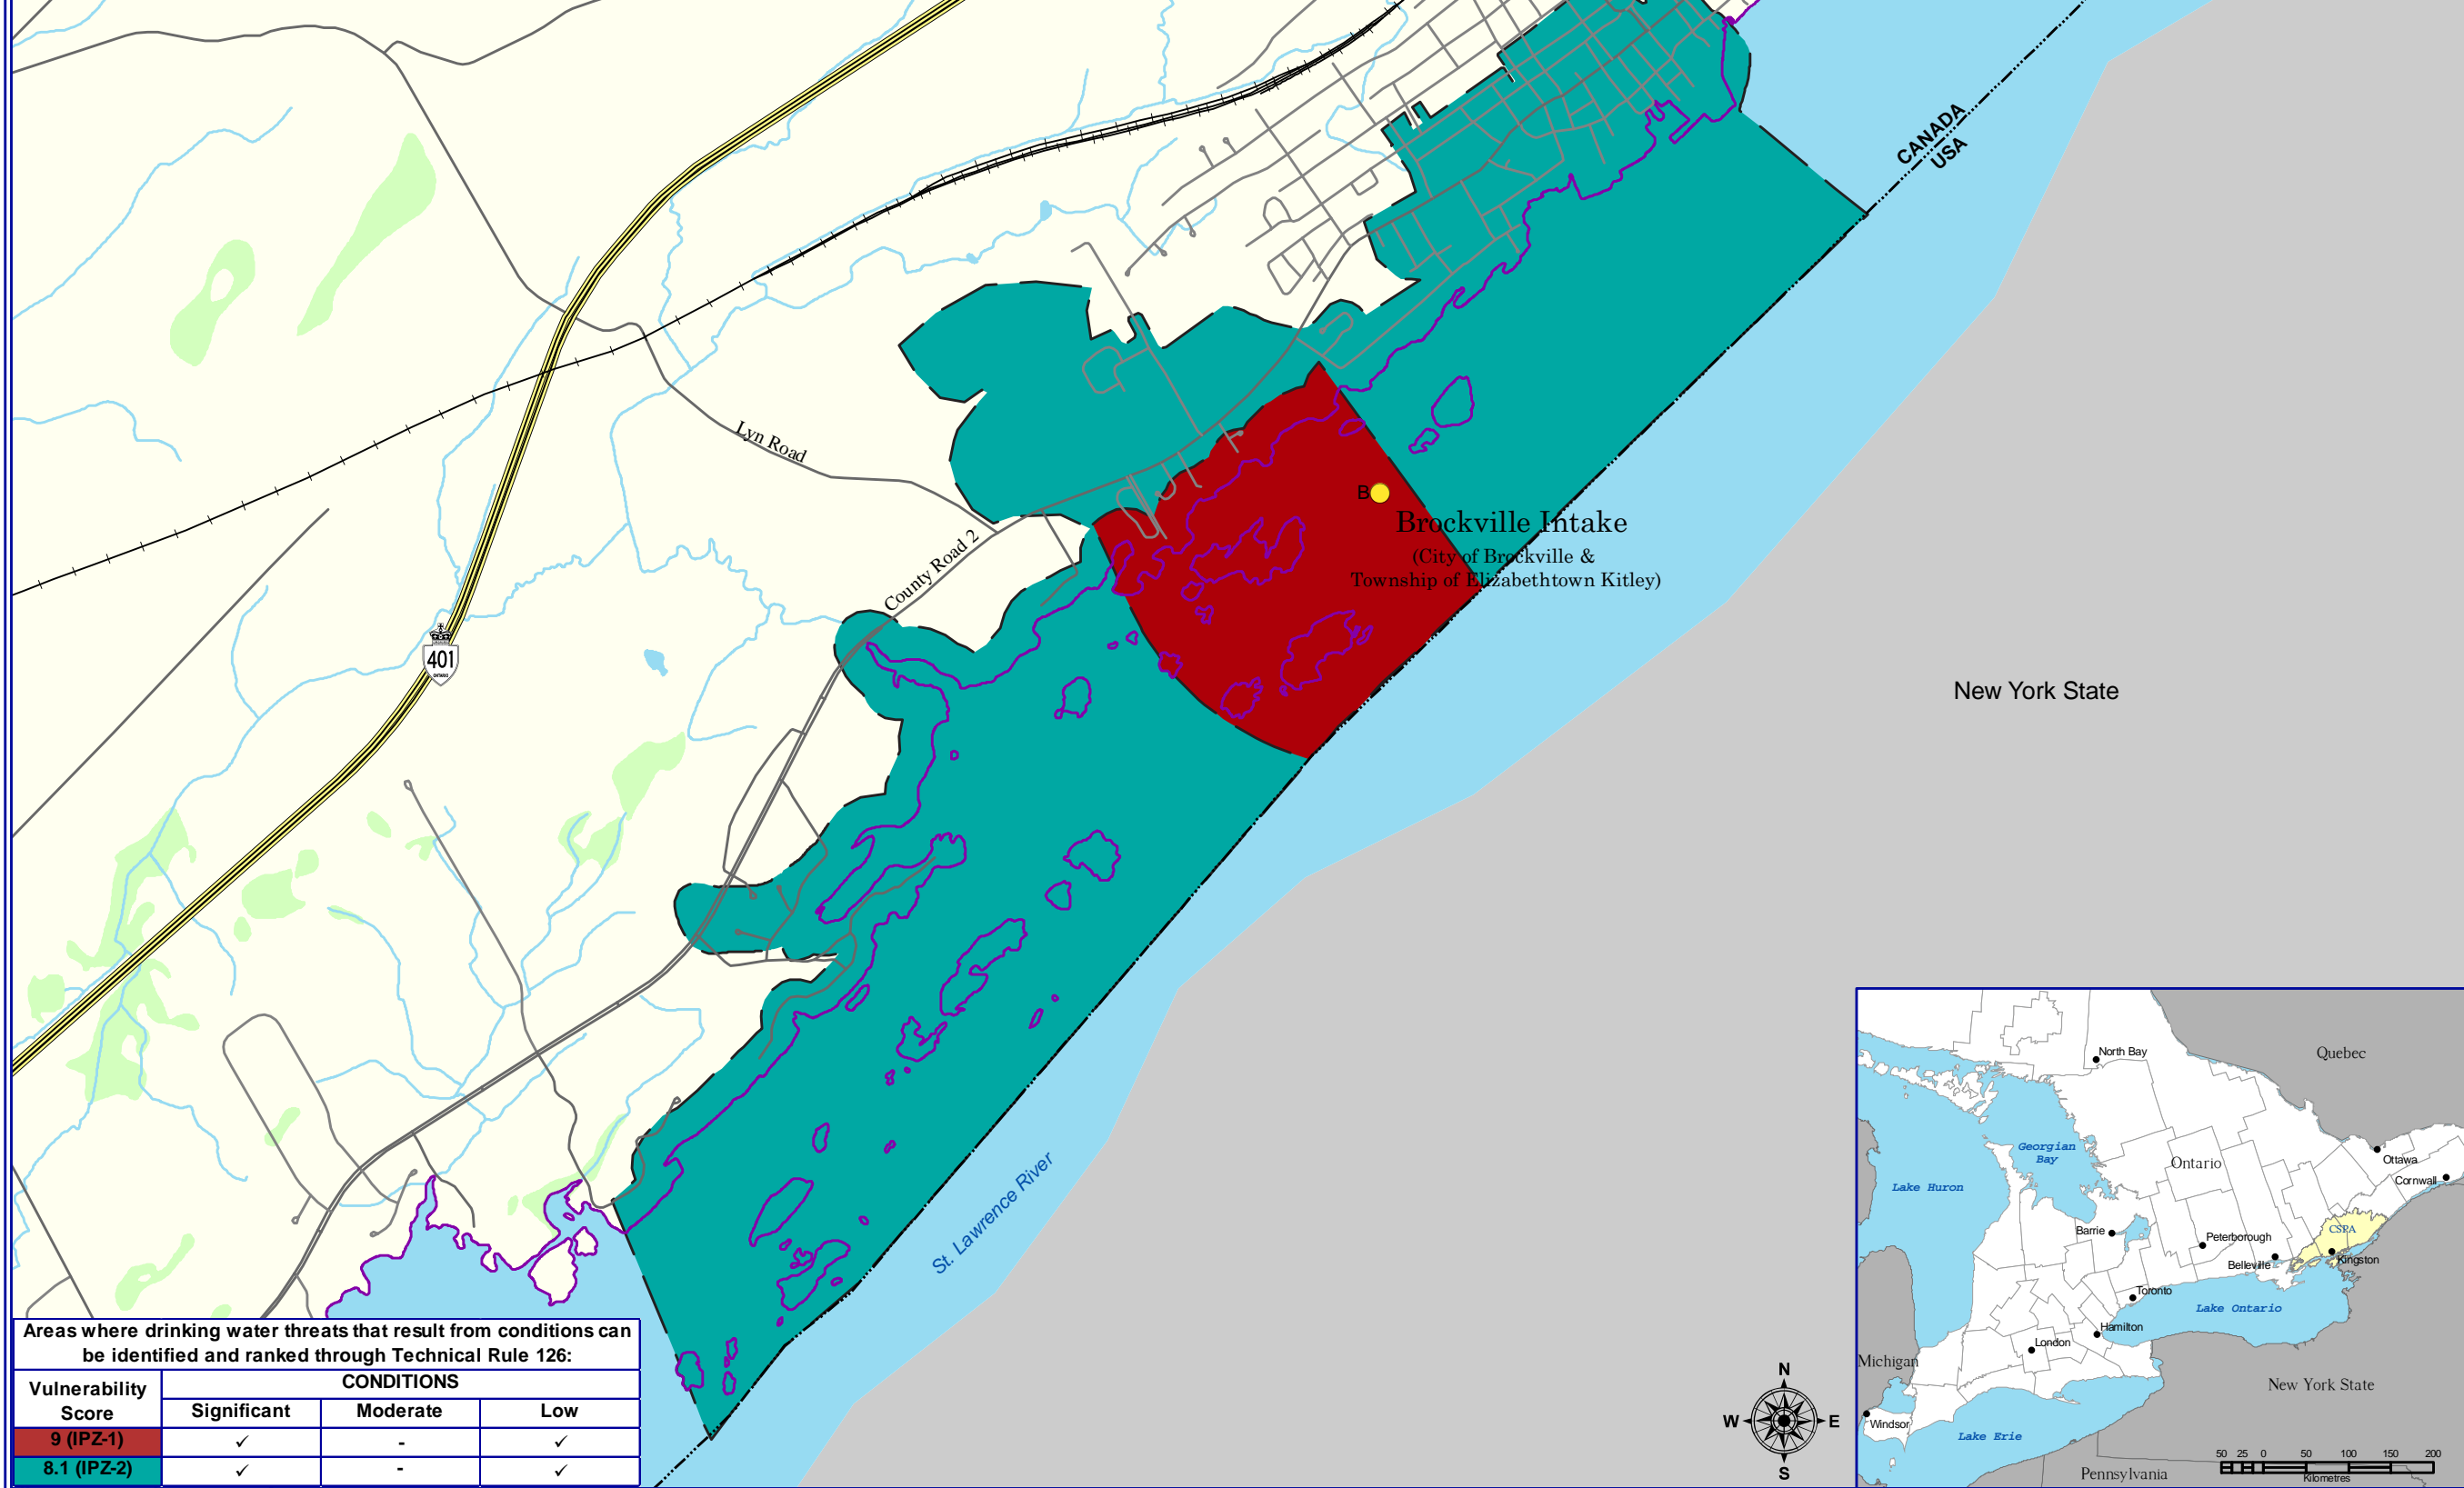 CANADA
USA
Lyn Road
B
Brockville Intake
(City of Brockville &
Township of Elizabethtown Kitley)
County Road 2
401
ONTARIO
New York State
St. Lawrence River
Areas where drinking water threats that result from conditions can
be identified and ranked through Technical Rule 126:
Vulnerability
Score
CONDITIONS
Significant Moderate Low
9 (IPZ-1) ✓ - ✓
8.1 (IPZ-2) ✓ - ✓
N
W E
S
North Bay
Quebec
Georgian
Bay
Ontario
Ottawa
Cornwall
Lake Huron
CSPA
Barrie
Peterborough
Belleville
Kingston
Toronto
Lake Ontario
Hamilton
London
Michigan
New York State
Windsor
Lake Erie
Pennsylvania
50 25 0 50 100 150 200
Kilometres